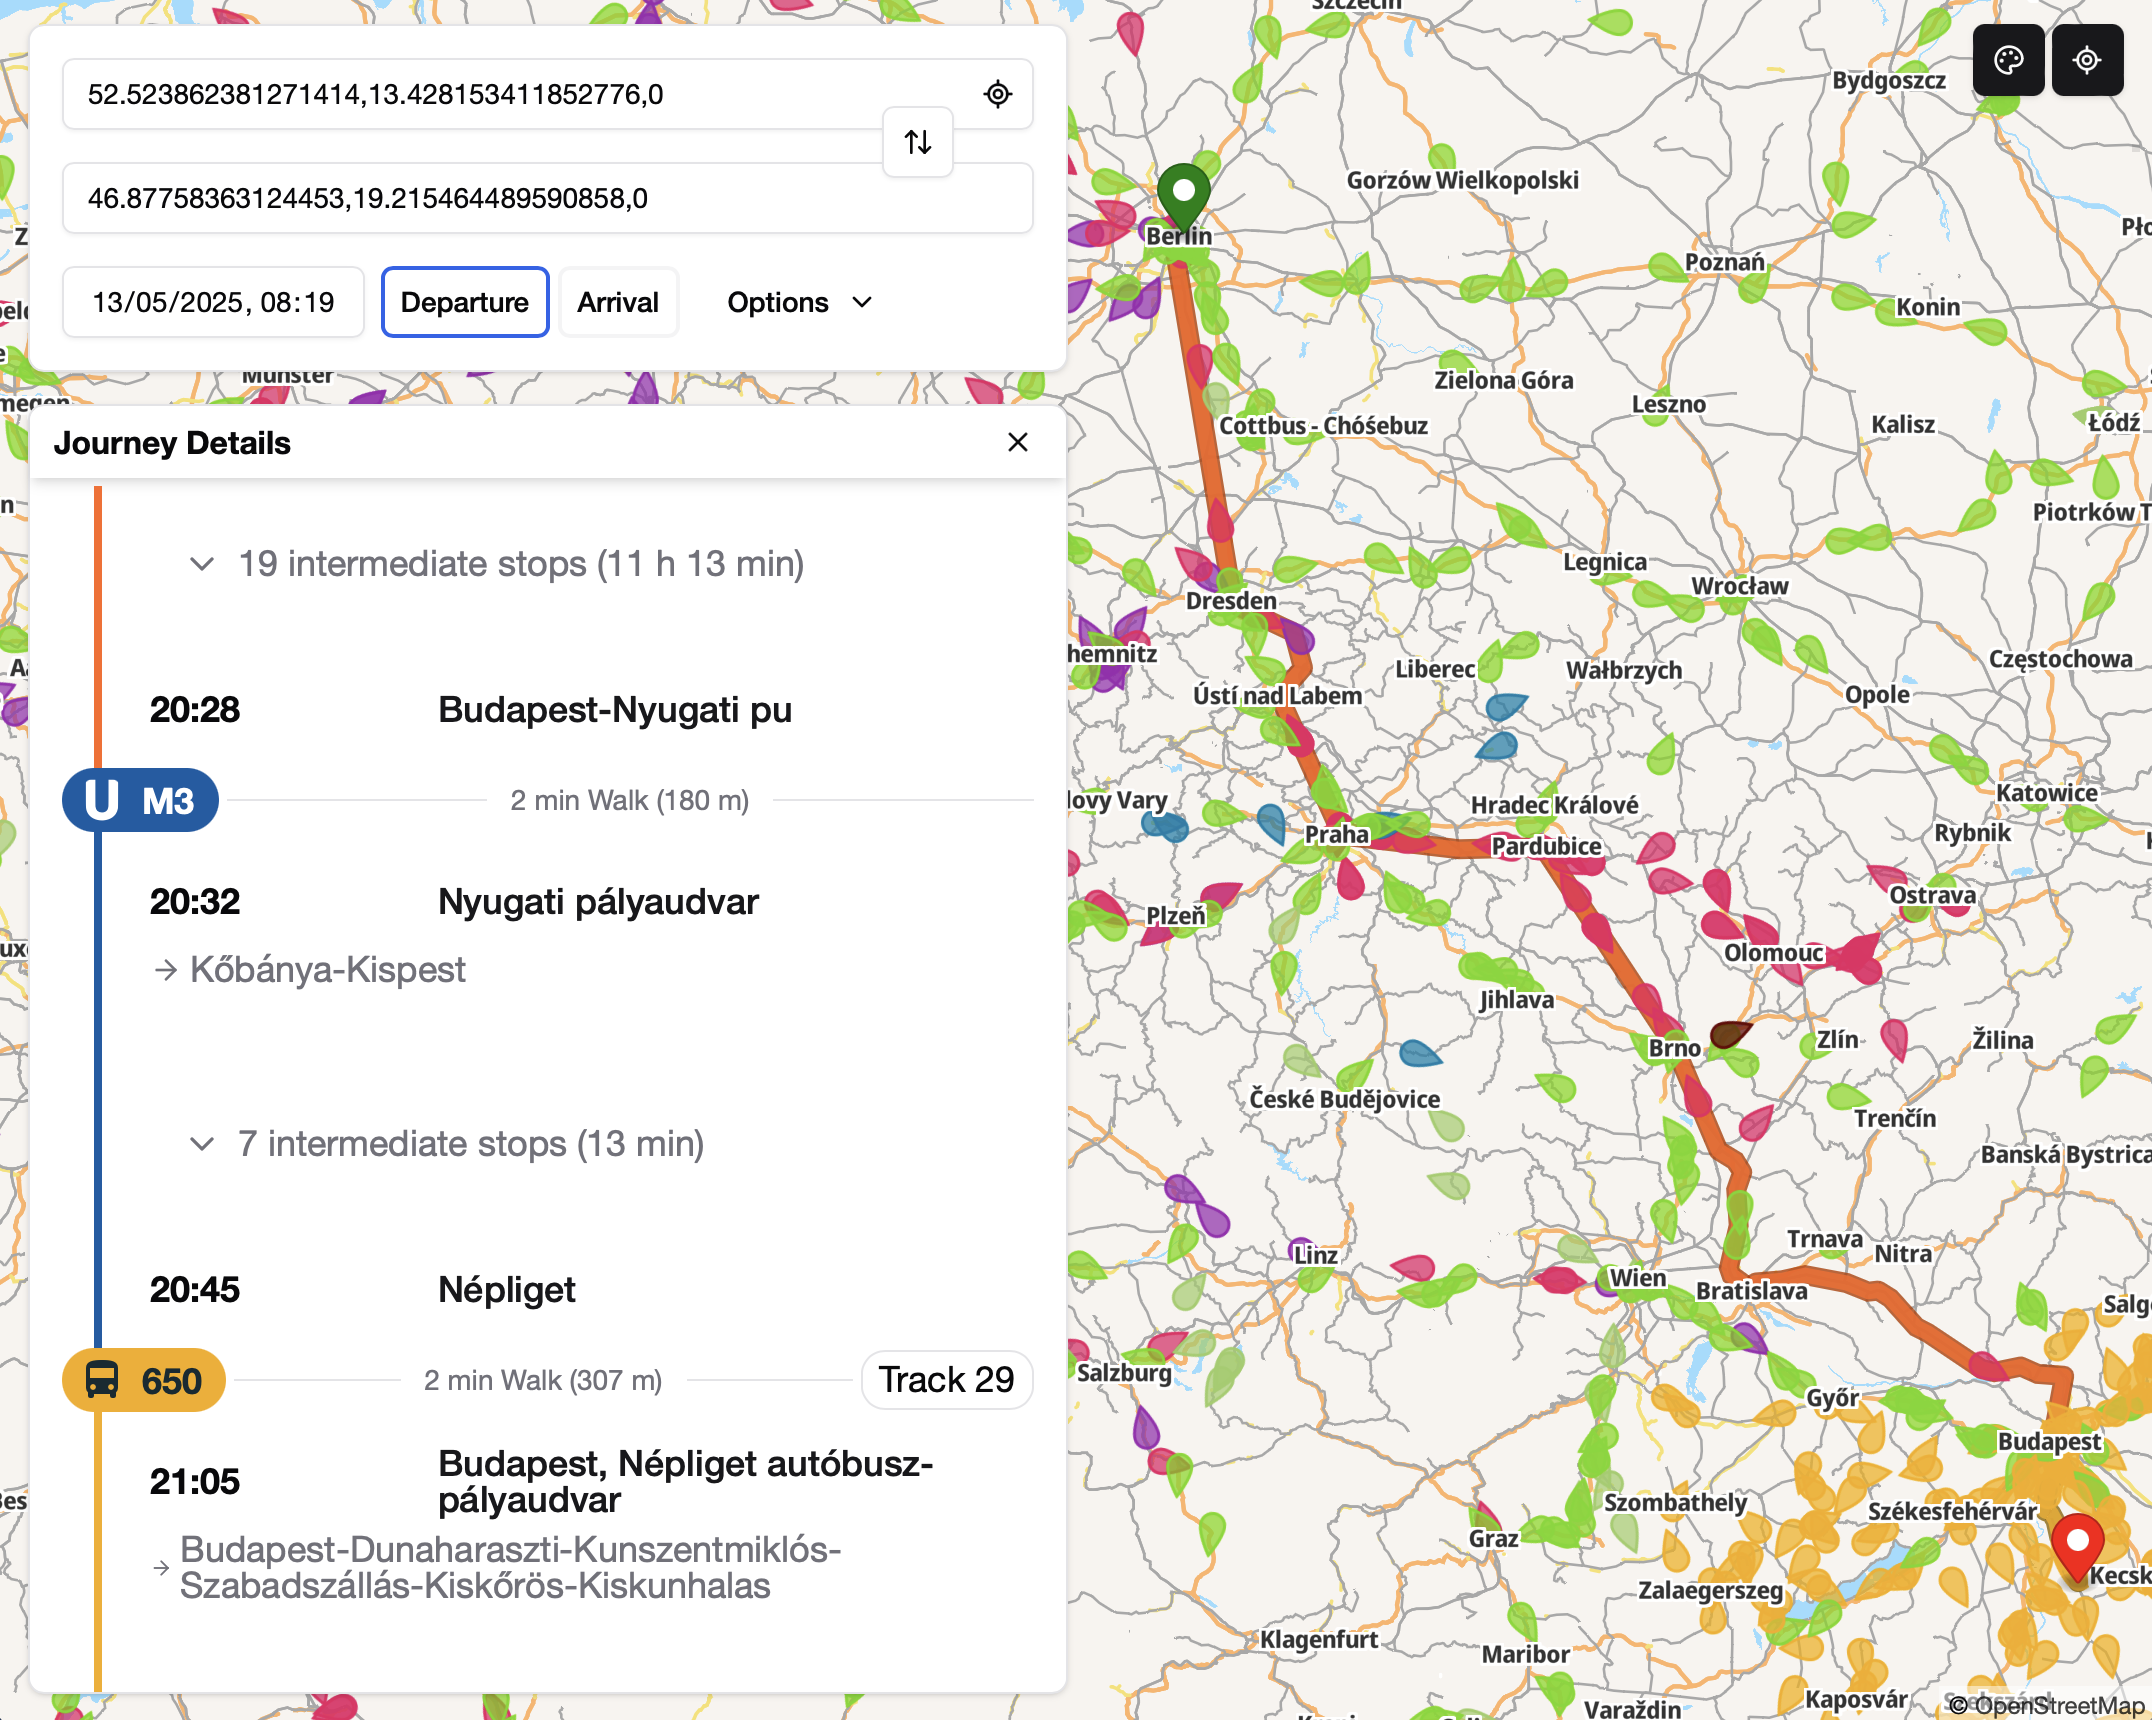 52.523862381271414,13.428153411852776,0
46.87758363124453,19.215464489590858,0
13/05/2025, 08:19
Departure
Arrival
Options
Journey Details
19 intermediate stops (11 h 13 min)
20:28 Budapest-Nyugati pu
U M3 2 min Walk (180 m)
20:32 Nyugati pályaudvar
→ Kőbánya-Kispest
7 intermediate stops (13 min)
20:45 Népliget
650 2 min Walk (307 m) Track 29
21:05 Budapest, Népliget autóbusz-
pályaudvar
→ Budapest-Dunaharaszti-Kunszentmiklós-
Szabadszállás-Kiskőrös-Kiskunhalas
Szczecin
Bydgoszcz
Gorzów Wielkopolski
Berlin
Poznań
Konin
Munster
Zielona Góra
Leszno
Kalisz
Łódź
Cottbus - Chóśebuz
Piotrków T
Legnica
Wrocław
Dresden
hemnitz
Liberec
Wałbrzych
Częstochowa
Ústí nad Labem
Opole
lovy Vary
Hradec Králové
Katowice
Praha
Pardubice
Rybnik
Plzeň
Ostrava
Olomouc
Jihlava
Brno
Zlín
Žilina
České Budějovice
Trenčín
Banská Bystrica
Trnava
Nitra
Linz
Wien
Bratislava
Salg
Salzburg
Győr
Budapest
Szombathely
Székesfehérvár
Graz
Kecsk
Zalaegerszeg
Klagenfurt
Maribor
Kaposvár
Varaždin
© OpenStreetMap